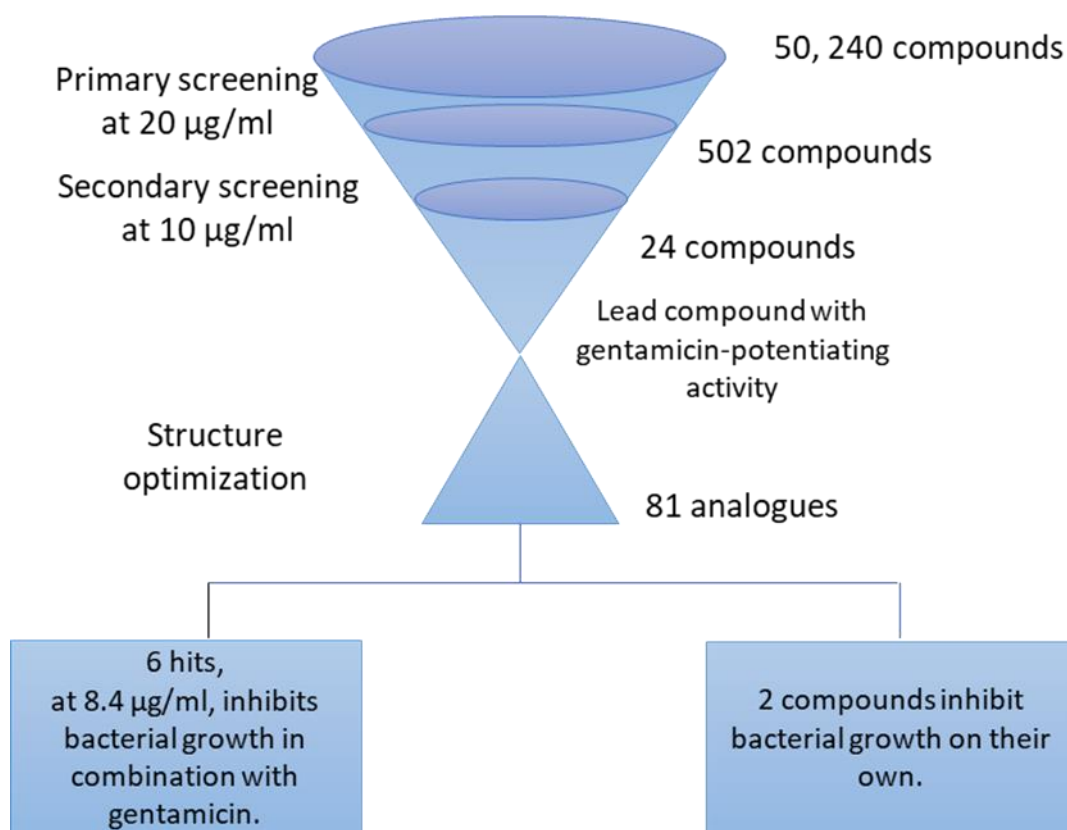 50, 240 compounds
Primary screening
at 20 µg/ml
502 compounds
Secondary screening
at 10 µg/ml
24 compounds
Lead compound with
gentamicin-potentiating
activity
Structure
optimization
81 analogues
6 hits,
at 8.4 µg/ml, inhibits
bacterial growth in
combination with
gentamicin.
2 compounds inhibit
bacterial growth on their
own.